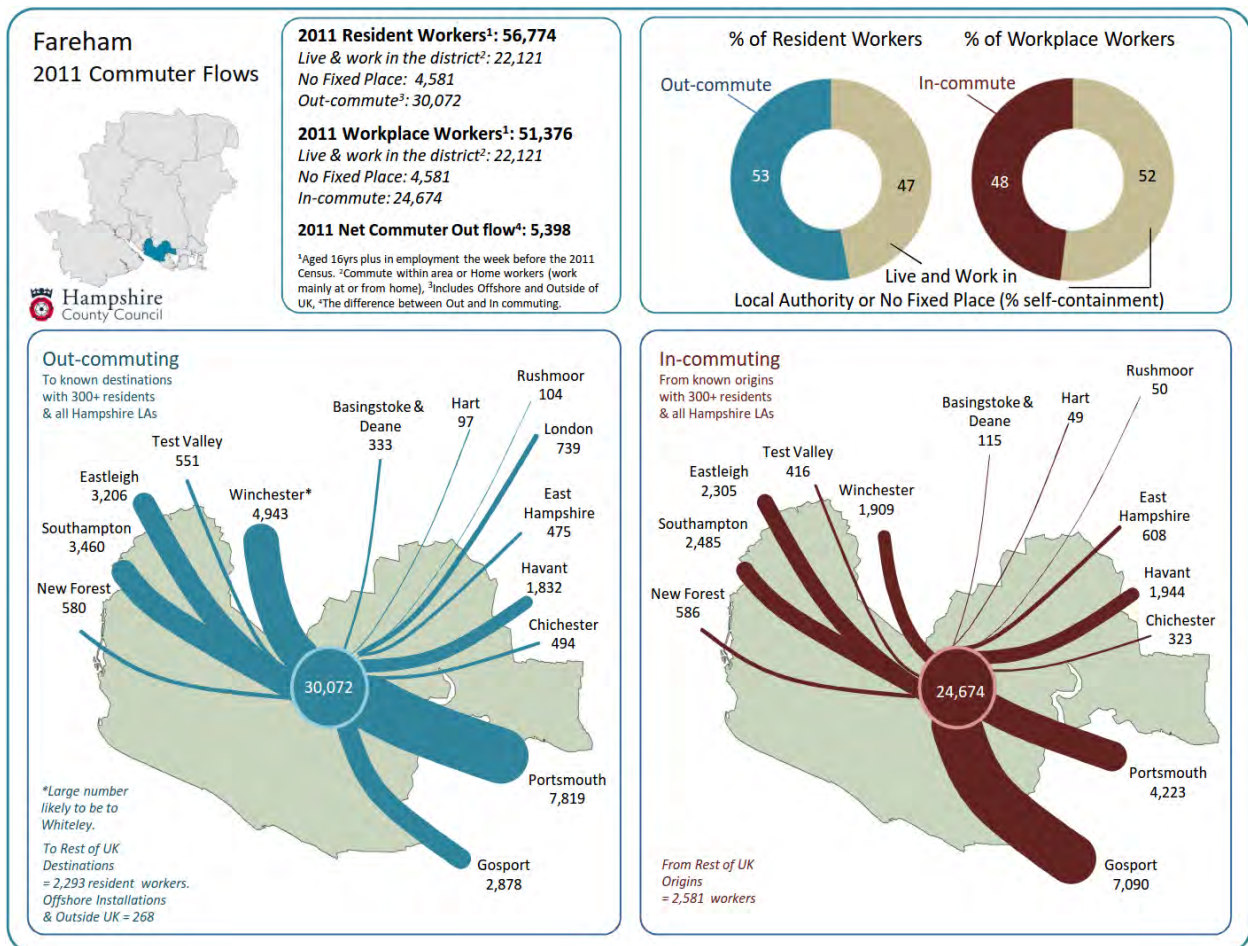 Fareham
2011 Commuter Flows
Hampshire
County Council
2011 Resident Workers¹: 56,774
Live & work in the district²: 22,121
No Fixed Place: 4,581
Out-commute³: 30,072
2011 Workplace Workers¹: 51,376
Live & work in the district²: 22,121
No Fixed Place: 4,581
In-commute: 24,674
2011 Net Commuter Out flow⁴: 5,398
¹Aged 16yrs plus in employment the week before the 2011
Census. ²Commute within area or Home workers (work
mainly at or from home), ³Includes Offshore and Outside of
UK, ⁴The difference between Out and In commuting.
% of Resident Workers
% of Workplace Workers
Out-commute
53
47
In-commute
48
52
Live and Work in
Local Authority or No Fixed Place (% self-containment)
Out-commuting
To known destinations
with 300+ residents
& all Hampshire LAs
New Forest
580
Southampton
3,460
Eastleigh
3,206
Test Valley
551
Winchester*
4,943
Basingstoke &
Deane
333
Hart
97
Rushmoor
104
London
739
East
Hampshire
475
Havant
1,832
Chichester
494
30,072
Portsmouth
7,819
Gosport
2,878
*Large number
likely to be to
Whiteley.
To Rest of UK
Destinations
= 2,293 resident workers.
Offshore Installations
& Outside UK = 268
In-commuting
From known origins
with 300+ residents
& all Hampshire LAs
New Forest
586
Southampton
2,485
Eastleigh
2,305
Test Valley
416
Winchester
1,909
Basingstoke &
Deane
115
Hart
49
Rushmoor
50
East
Hampshire
608
Havant
1,944
Chichester
323
24,674
Portsmouth
4,223
Gosport
7,090
From Rest of UK
Origins
= 2,581 workers